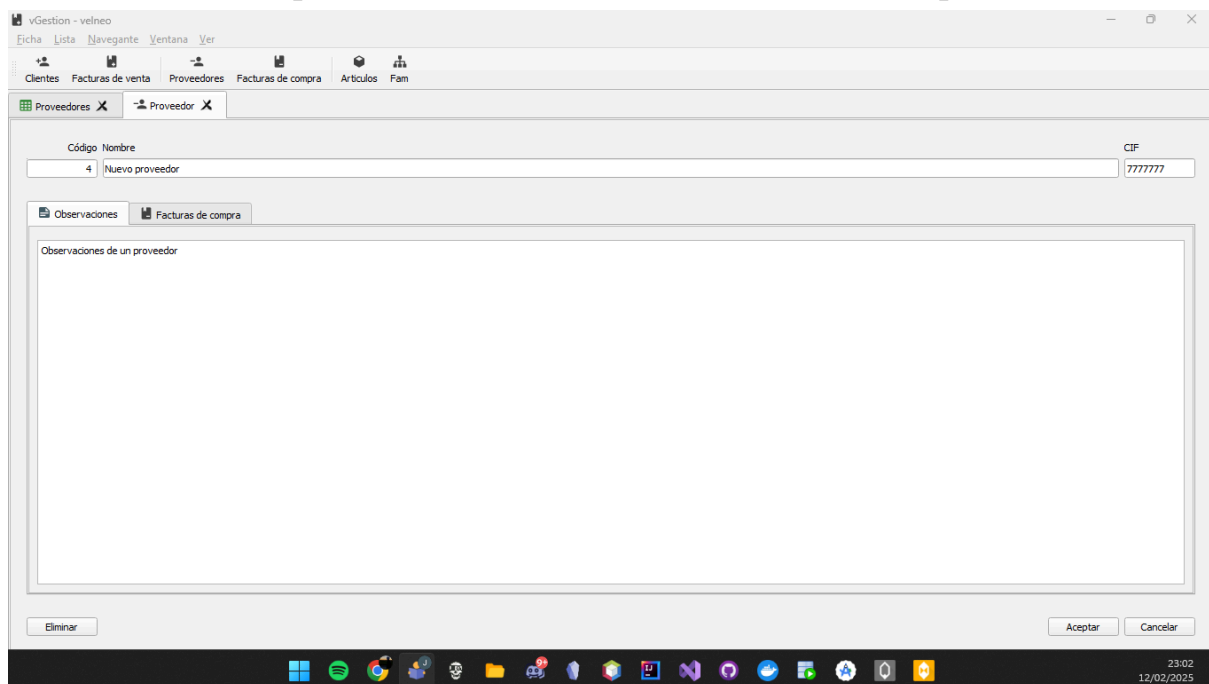 vGestion - velneo
Ficha Lista Navegante Ventana Ver
Clientes Facturas de venta Proveedores Facturas de compra Articulos Fam
Proveedores Proveedor
Código Nombre CIF
4 Nuevo proveedor 7777777
Observaciones Facturas de compra
Observaciones de un proveedor
Eliminar Aceptar Cancelar
23:02
12/02/2025